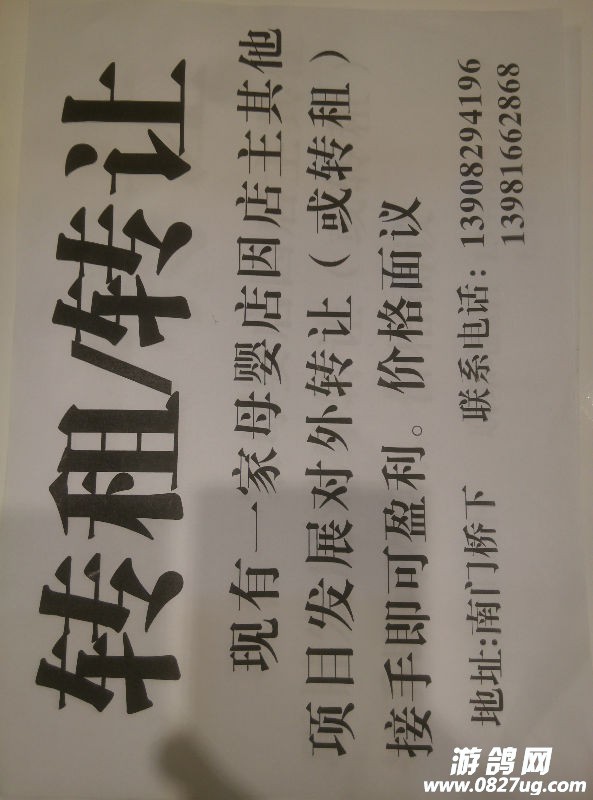 转租/转让
现有一家母婴店因店主其他
项目发展对外转让（或转租）
接手即可盈利。价格面议
地址:南门桥下 联系电话：13908294196
13981662868
游鸽网
www.0827ug.com